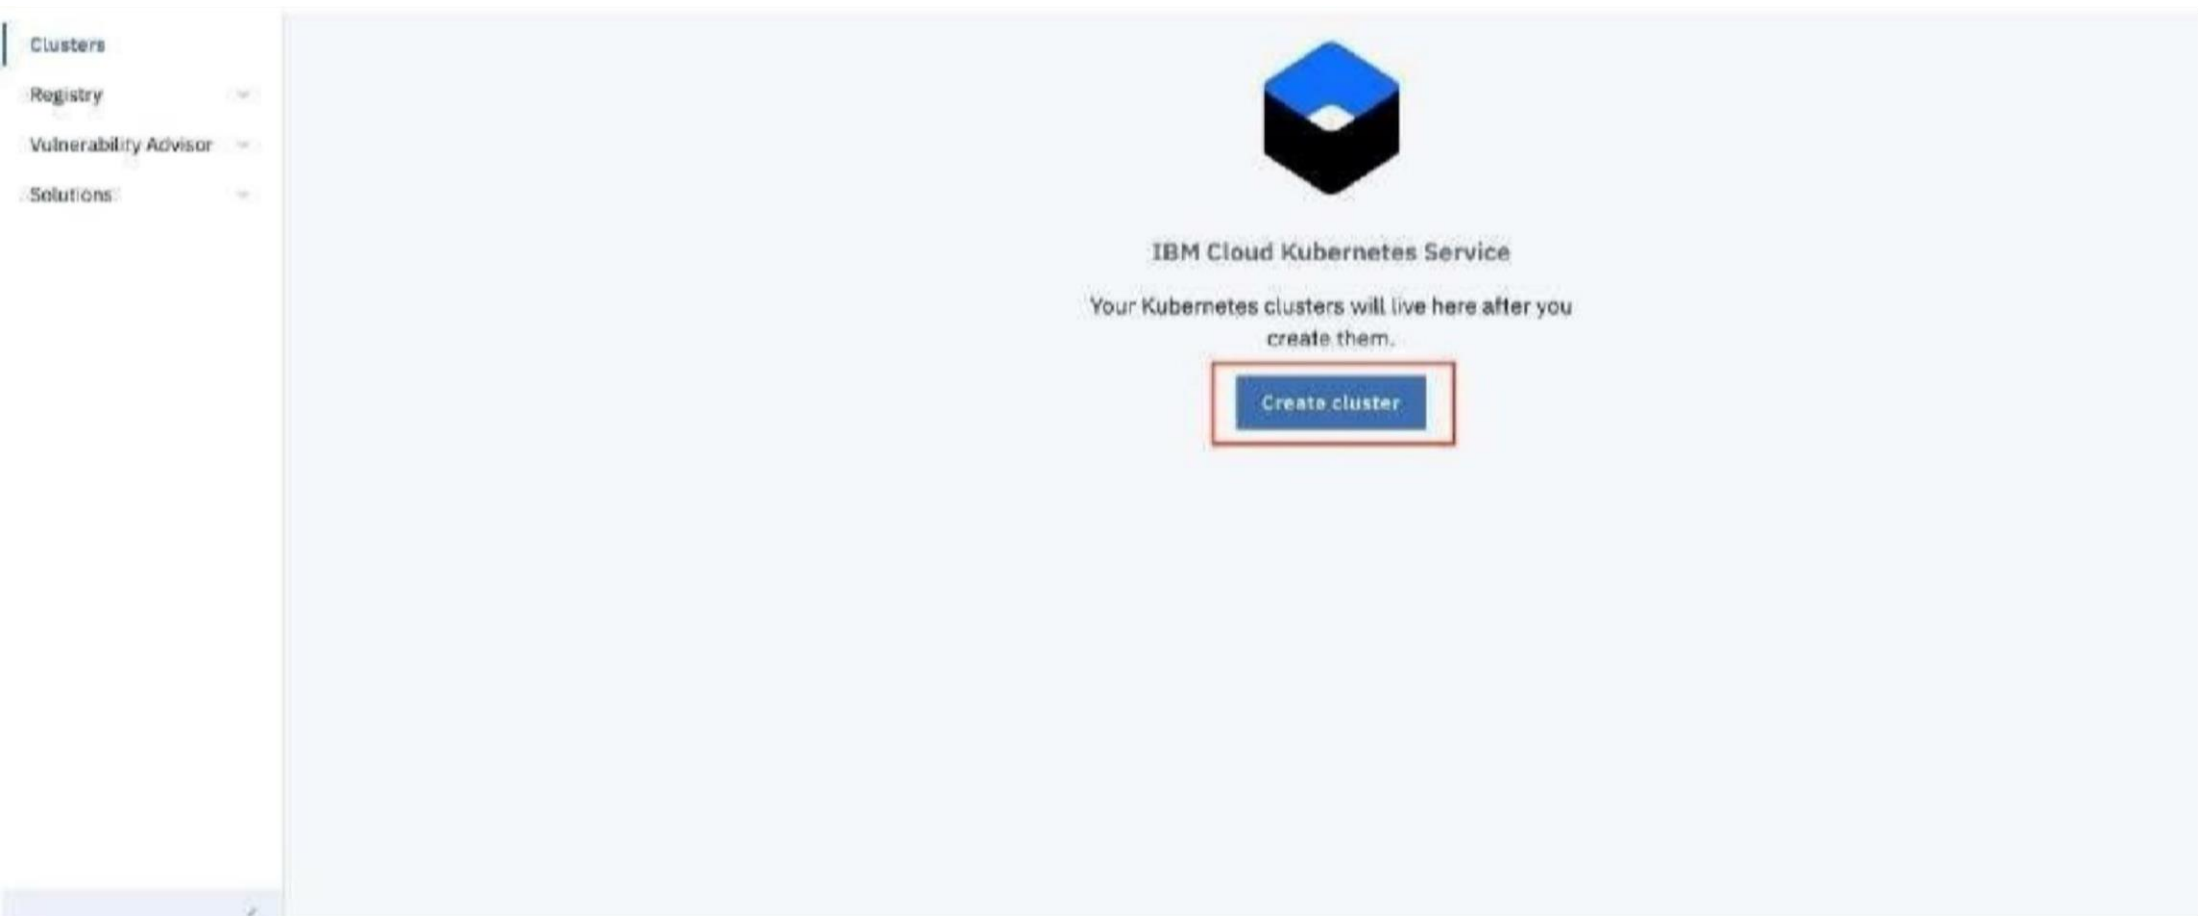 Clusters
Registry
Vulnerability Advisor
Solutions
IBM Cloud Kubernetes Service
Your Kubernetes clusters will live here after you
create them.
Create cluster